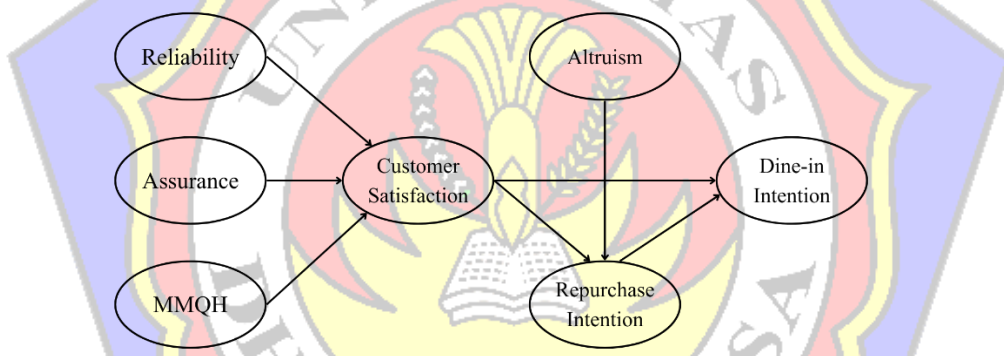 Reliability
Altruism
Assurance
Customer
Satisfaction
Dine-in
Intention
MMQH
Repurchase
Intention